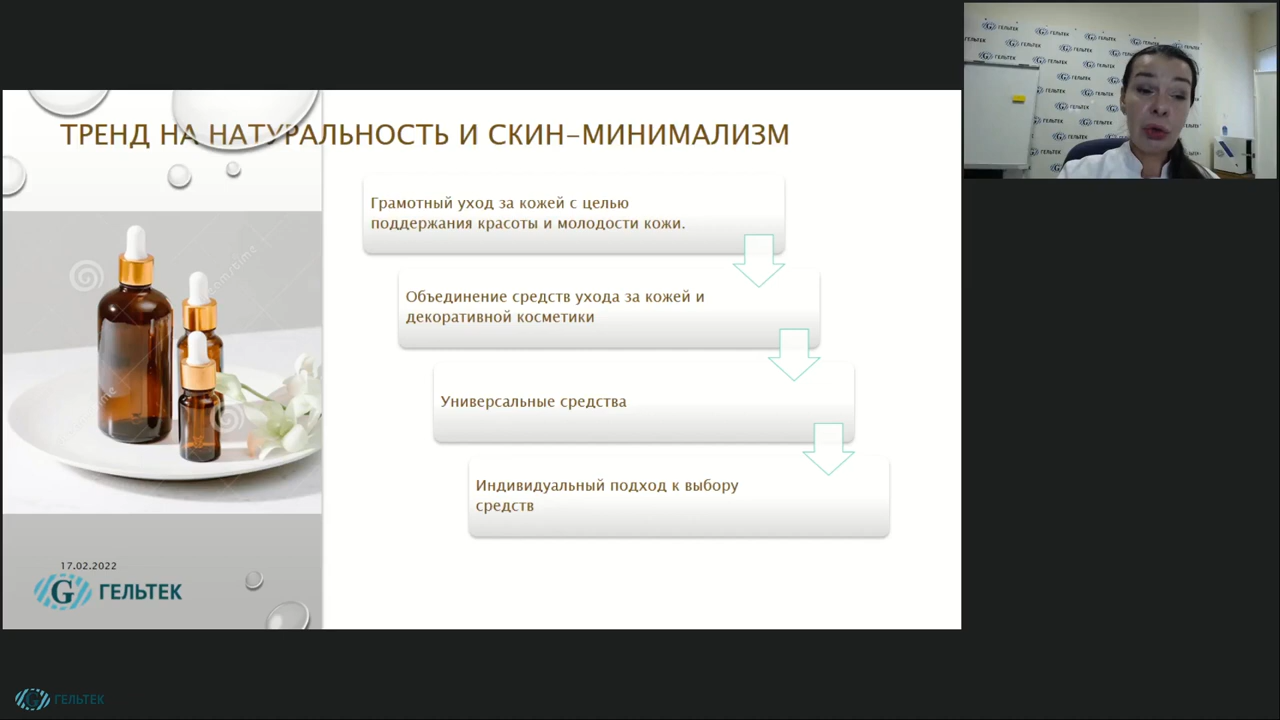 ТРЕНД НА НАТУРАЛЬНОСТЬ И СКИН-МИНИМАЛИЗМ
Грамотный уход за кожей с целью
поддержания красоты и молодости кожи.
Объединение средств ухода за кожей и
декоративной косметики
Универсальные средства
Индивидуальный подход к выбору
средств
17.02.2022
G ГЕЛЬТЕК
G ГЕЛЬТЕК
ГЕЛЬТЕК